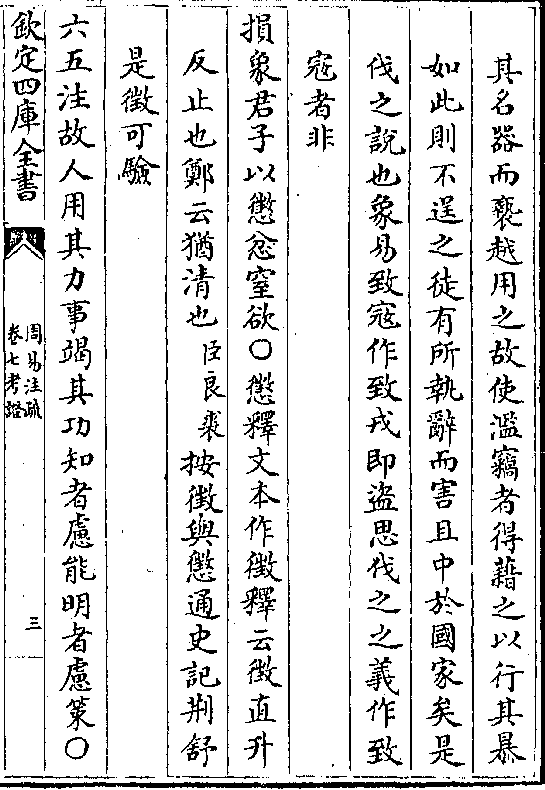 其名器而褻越用之故使濫竊者得藉之以行其暴
如此則不逞之徒有所執辭而害且中於國家矣是
伐之說也象易致寇作致戎即盜思伐之之義作致
寇者非
損象君子以懲忿窒欲○懲釋文本作徵釋云徵直升
反止也鄭云猶清也臣良裘按徵與懲通史記荆舒
是徵可驗
六五注故人用其力事竭其功知者慮能明者慮策○
欽定四庫全書
周易注疏
卷七考證
三